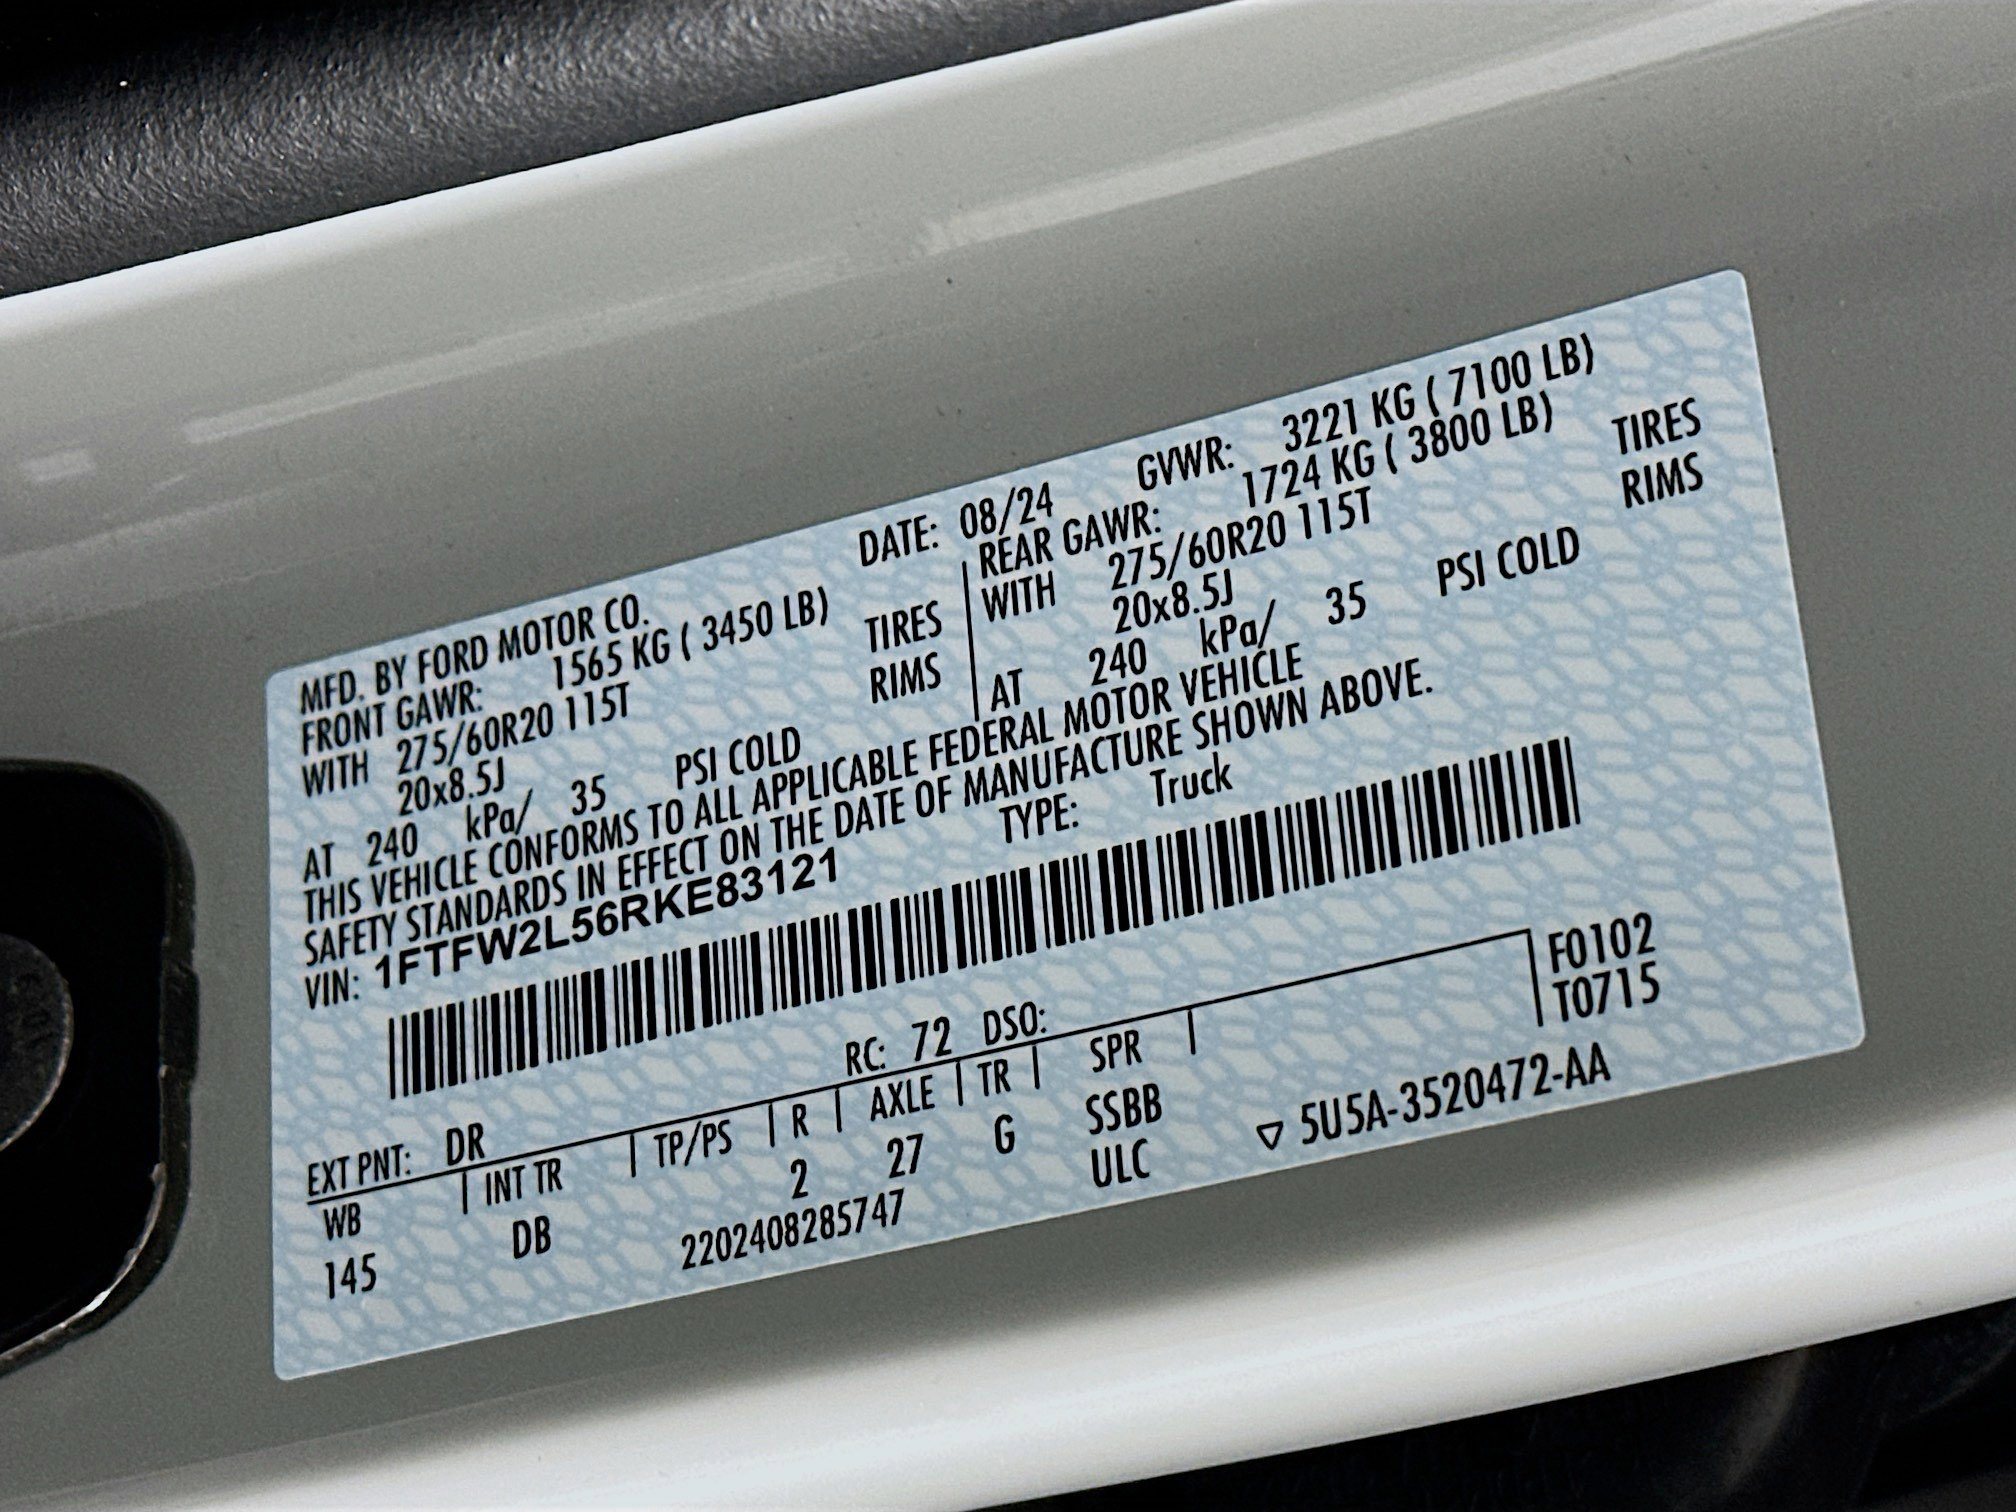 MFD. BY FORD MOTOR CO.
DATE: 08/24 GVWR: 3221 KG ( 7100 LB)
FRONT GAWR: 1565 KG ( 3450 LB)
WITH 275/60R20 115T TIRES
20x8.5J RIMS
AT 240 kPa/ 35 PSI COLD
REAR GAWR: 1724 KG ( 3800 LB)
WITH 275/60R20 115T TIRES
20x8.5J RIMS
AT 240 kPa/ 35 PSI COLD
THIS VEHICLE CONFORMS TO ALL APPLICABLE FEDERAL MOTOR VEHICLE
SAFETY STANDARDS IN EFFECT ON THE DATE OF MANUFACTURE SHOWN ABOVE.
VIN: 1FTFW2L56RKE83121 TYPE: Truck
F0102
T0715
EXT PNT: DR RC: 72 DSO:
WB | INT TR | TP/PS | R | AXLE | TR | SPR |
145 DB 2 27 G SSBB
2202408285747 ULC ▽ 5U5A-3520472-AA